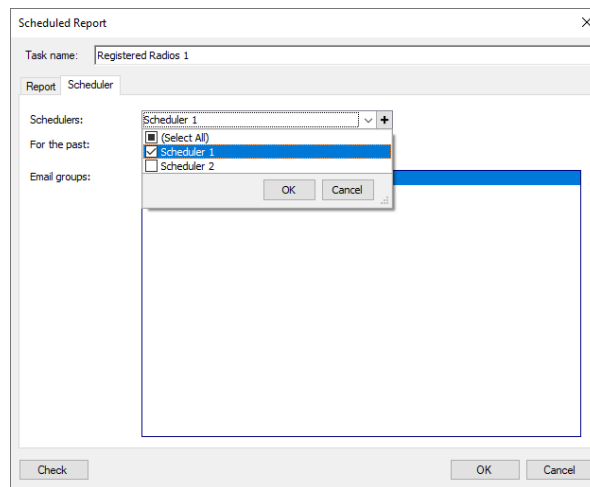 Scheduled Report
Task name: Registered Radios 1
Report Scheduler
Schedulers: Scheduler 1
(Select All)
For the past:
Scheduler 1
Scheduler 2
Email groups:
OK Cancel
Check OK Cancel